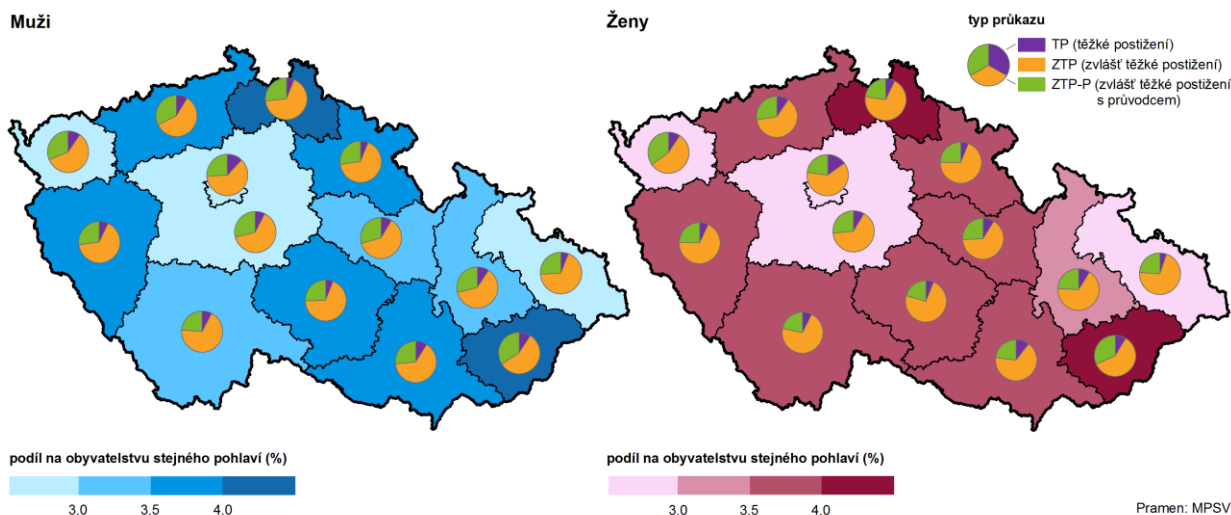 Muži
Ženy
typ průkazu
TP (těžké postižení)
ZTP (zvlášť těžké postižení)
ZTP-P (zvlášť těžké postižení
s průvodcem)
podíl na obyvatelstvu stejného pohlaví (%)
3.0 3.5 4.0
podíl na obyvatelstvu stejného pohlaví (%)
3.0 3.5 4.0
Pramen: MPSV